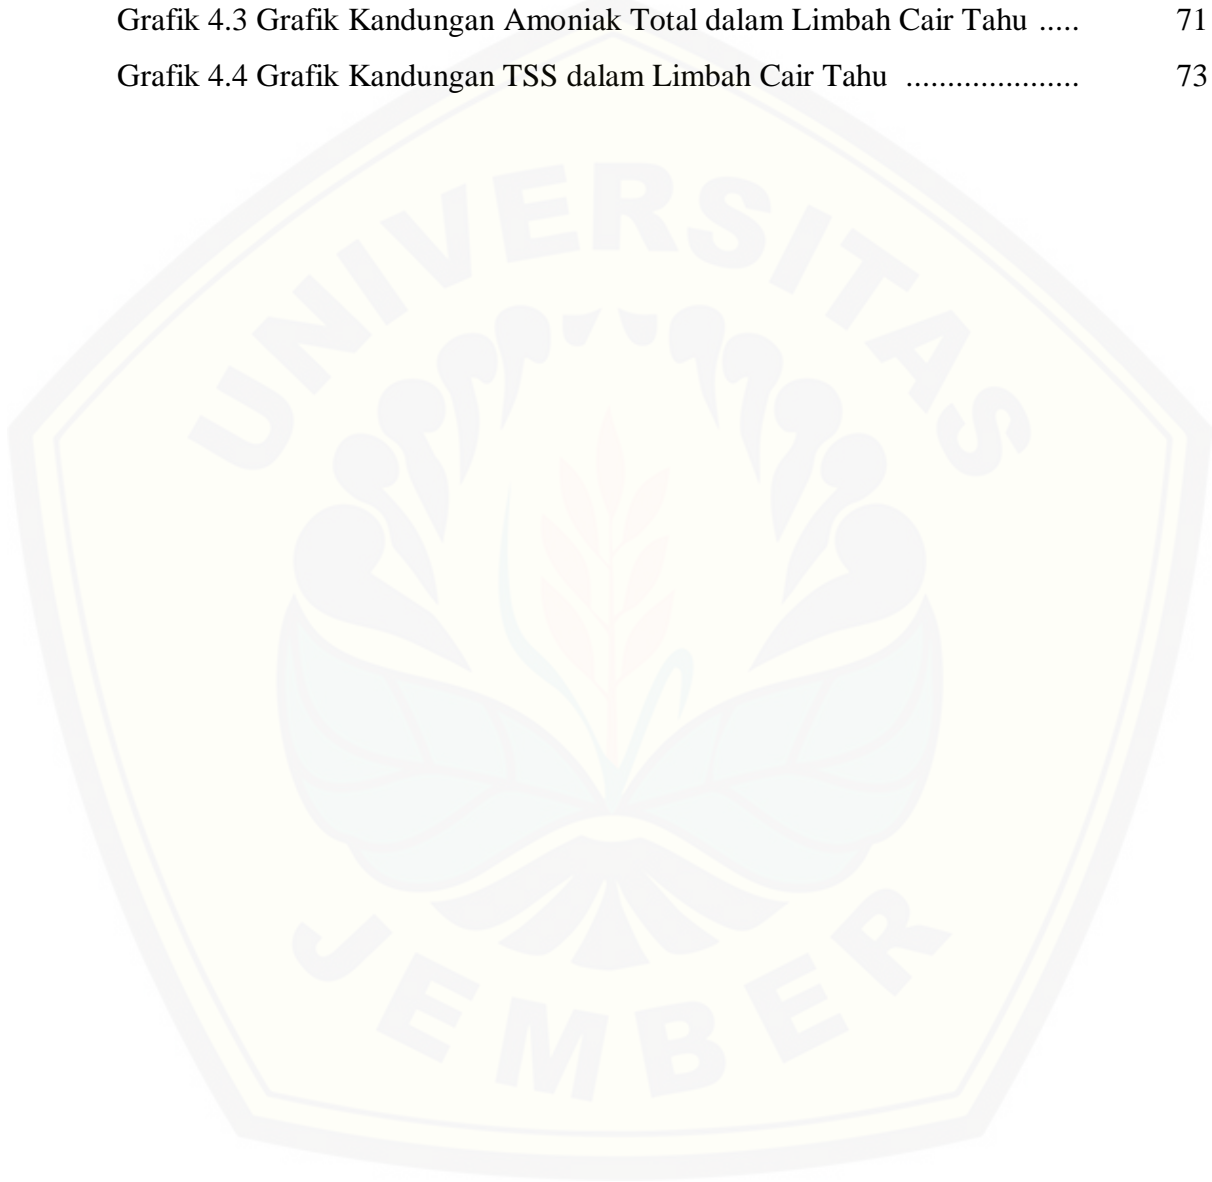 Grafik 4.3 Grafik Kandungan Amoniak Total dalam Limbah Cair Tahu ..... 71
Grafik 4.4 Grafik Kandungan TSS dalam Limbah Cair Tahu ..................... 73
UNIVERSITAS
JEMBER